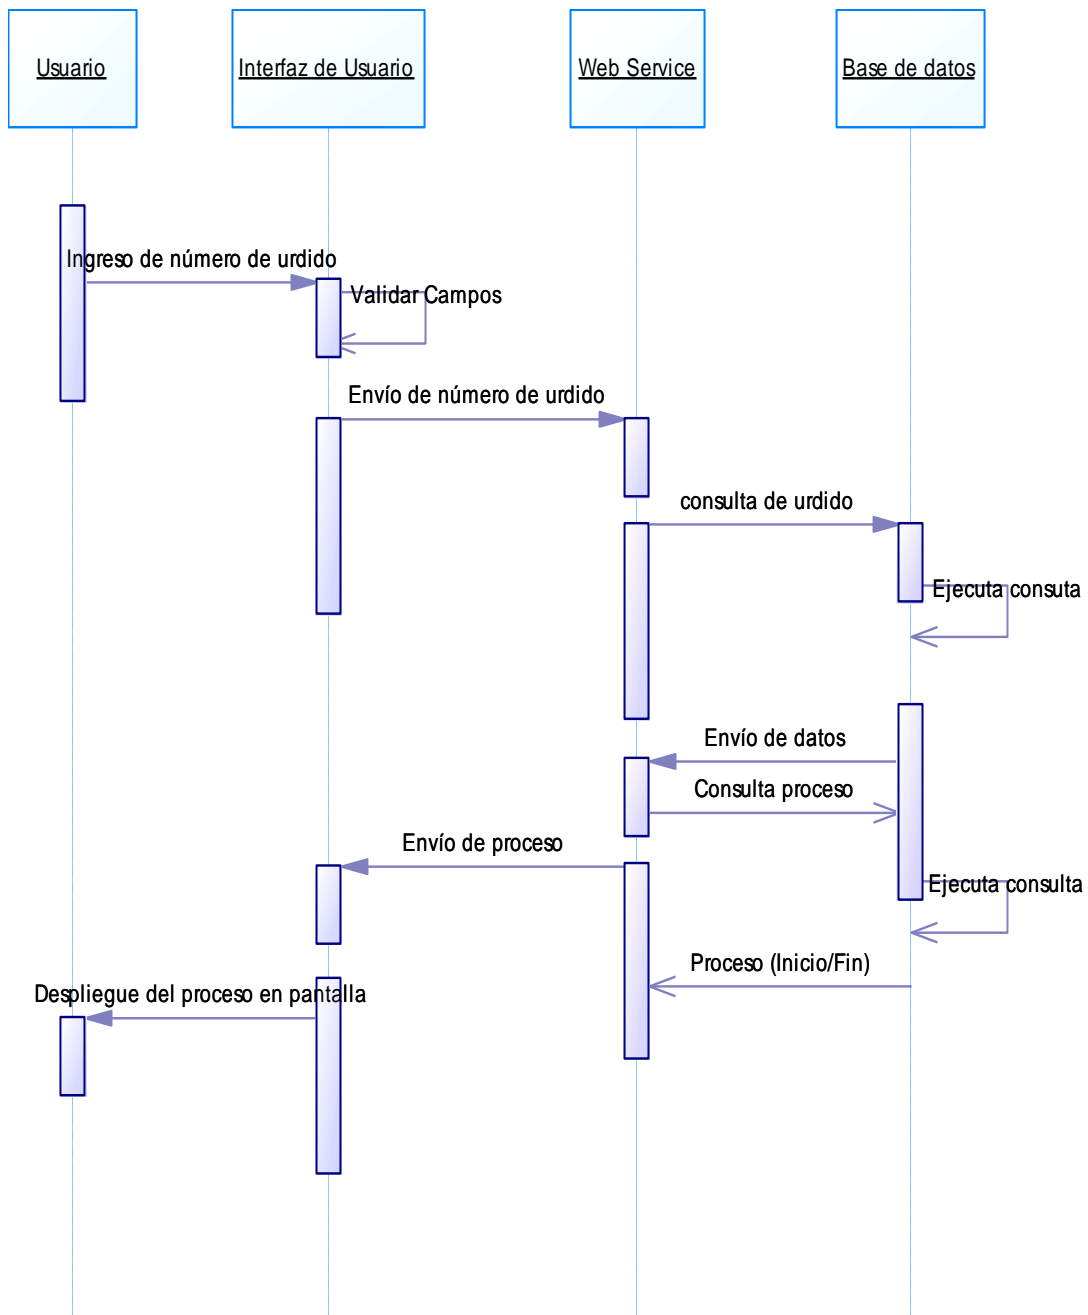 Usuario
Interfaz de Usuario
Web Service
Base de datos
Ingreso de número de urdido
Validar Campos
Envío de número de urdido
consulta de urdido
Ejecuta consuta
Envío de datos
Consulta proceso
Envío de proceso
Ejecuta consulta
Proceso (Inicio/Fin)
Despliegue del proceso en pantalla